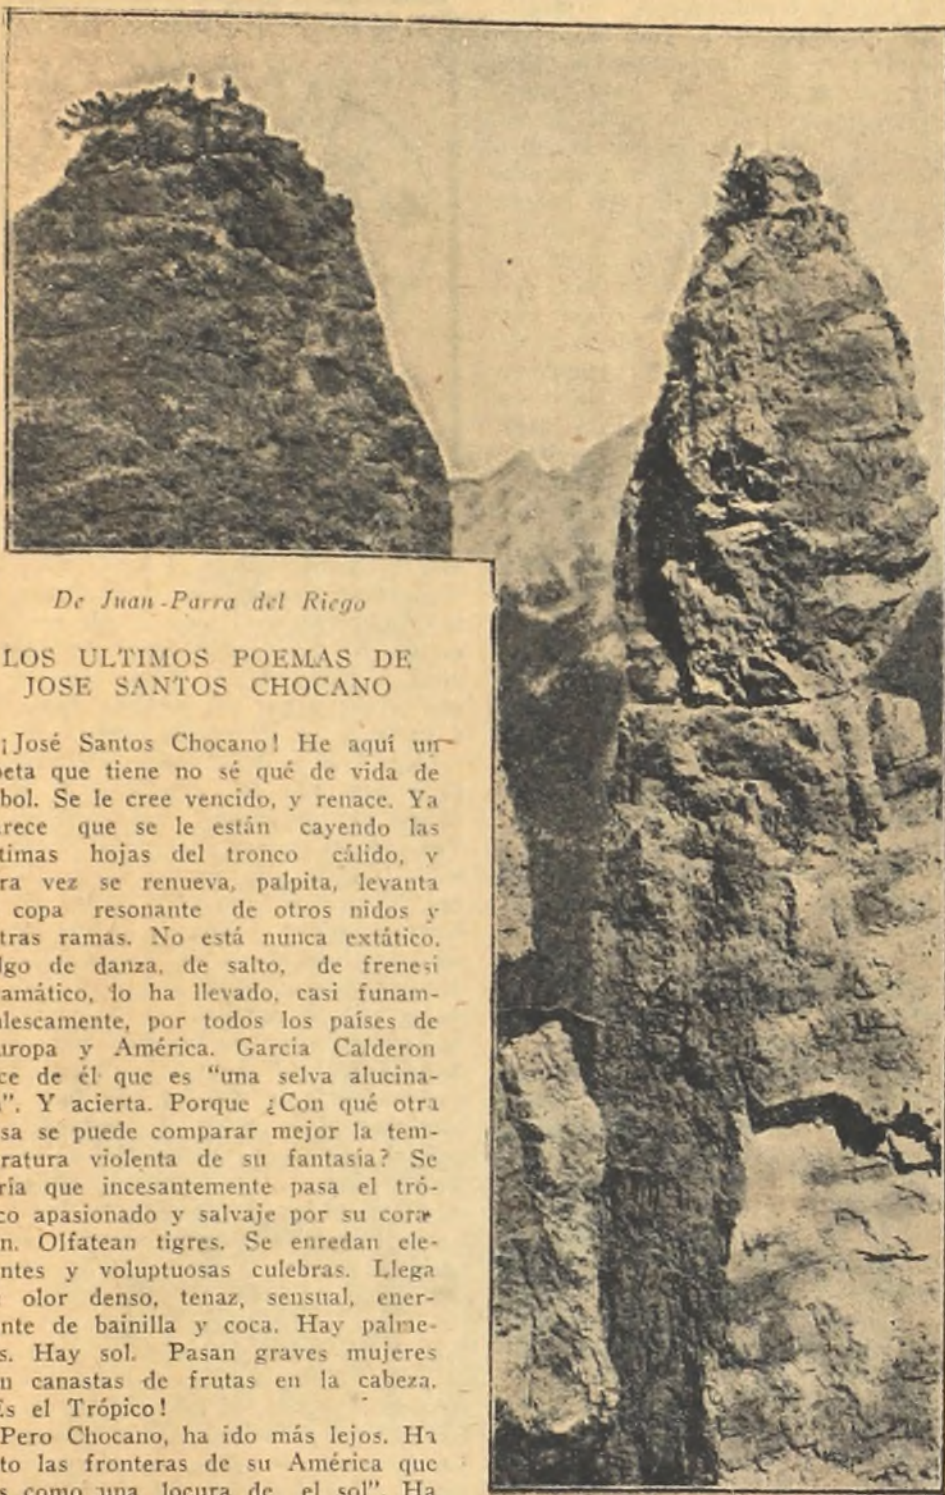 De Juan-Parra del Riego
LOS ULTIMOS POEMAS DE
JOSE SANTOS CHOCANO
¡José Santos Chocano! He aquí un
eta que tiene no sé qué de vida de
bol. Se le cree vencido, y renace. Ya
rece que se le están cayendo las
timas hojas del tronco cálido, y
ra vez se renueva, palpita, levanta
copa resonante de otros nidos y
tras ramas. No está nunca extático.
lgo de danza, de salto, de frenesi
amático, lo ha llevado, casi funam-
alescamente, por todos los países de
uropa y América. Garcia Calderon
ce de él que es "una selva alucina-
". Y acierta. Porque ¿Con qué otra
sa se puede comparar mejor la tem-
ratura violenta de su fantasia? Se
ria que incesantemente pasa el tró-
co apasionado y salvaje por su cora-
n. Olfatean tigres. Se enredan ele-
ntes y voluptuosas culebras. Llega
olor denso, tenaz, sensual, ener-
nte de bainilla y coca. Hay palme-
s. Hay sol. Pasan graves mujeres
n canastas de frutas en la cabeza.
Es el Trópico!
Pero Chocano, ha ido más lejos. Ha
to las fronteras de su América que
s como una locura de el sol". Ha